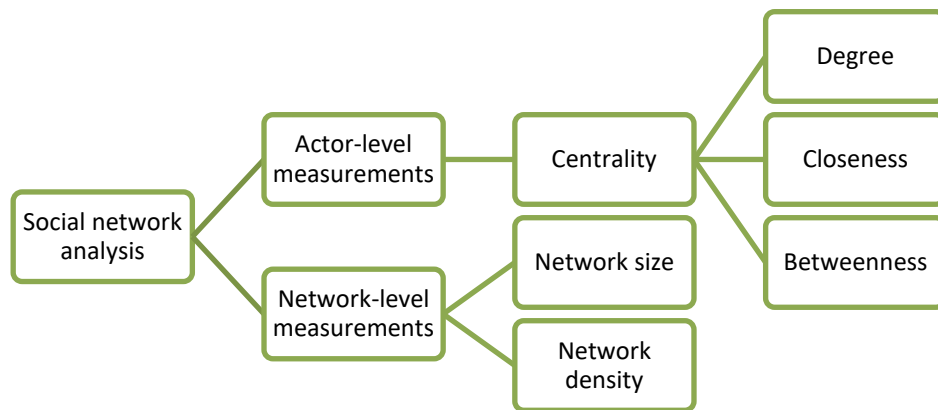 Social network
analysis
Actor-level
measurements
Centrality
Degree
Closeness
Betweenness
Network-level
measurements
Network size
Network
density